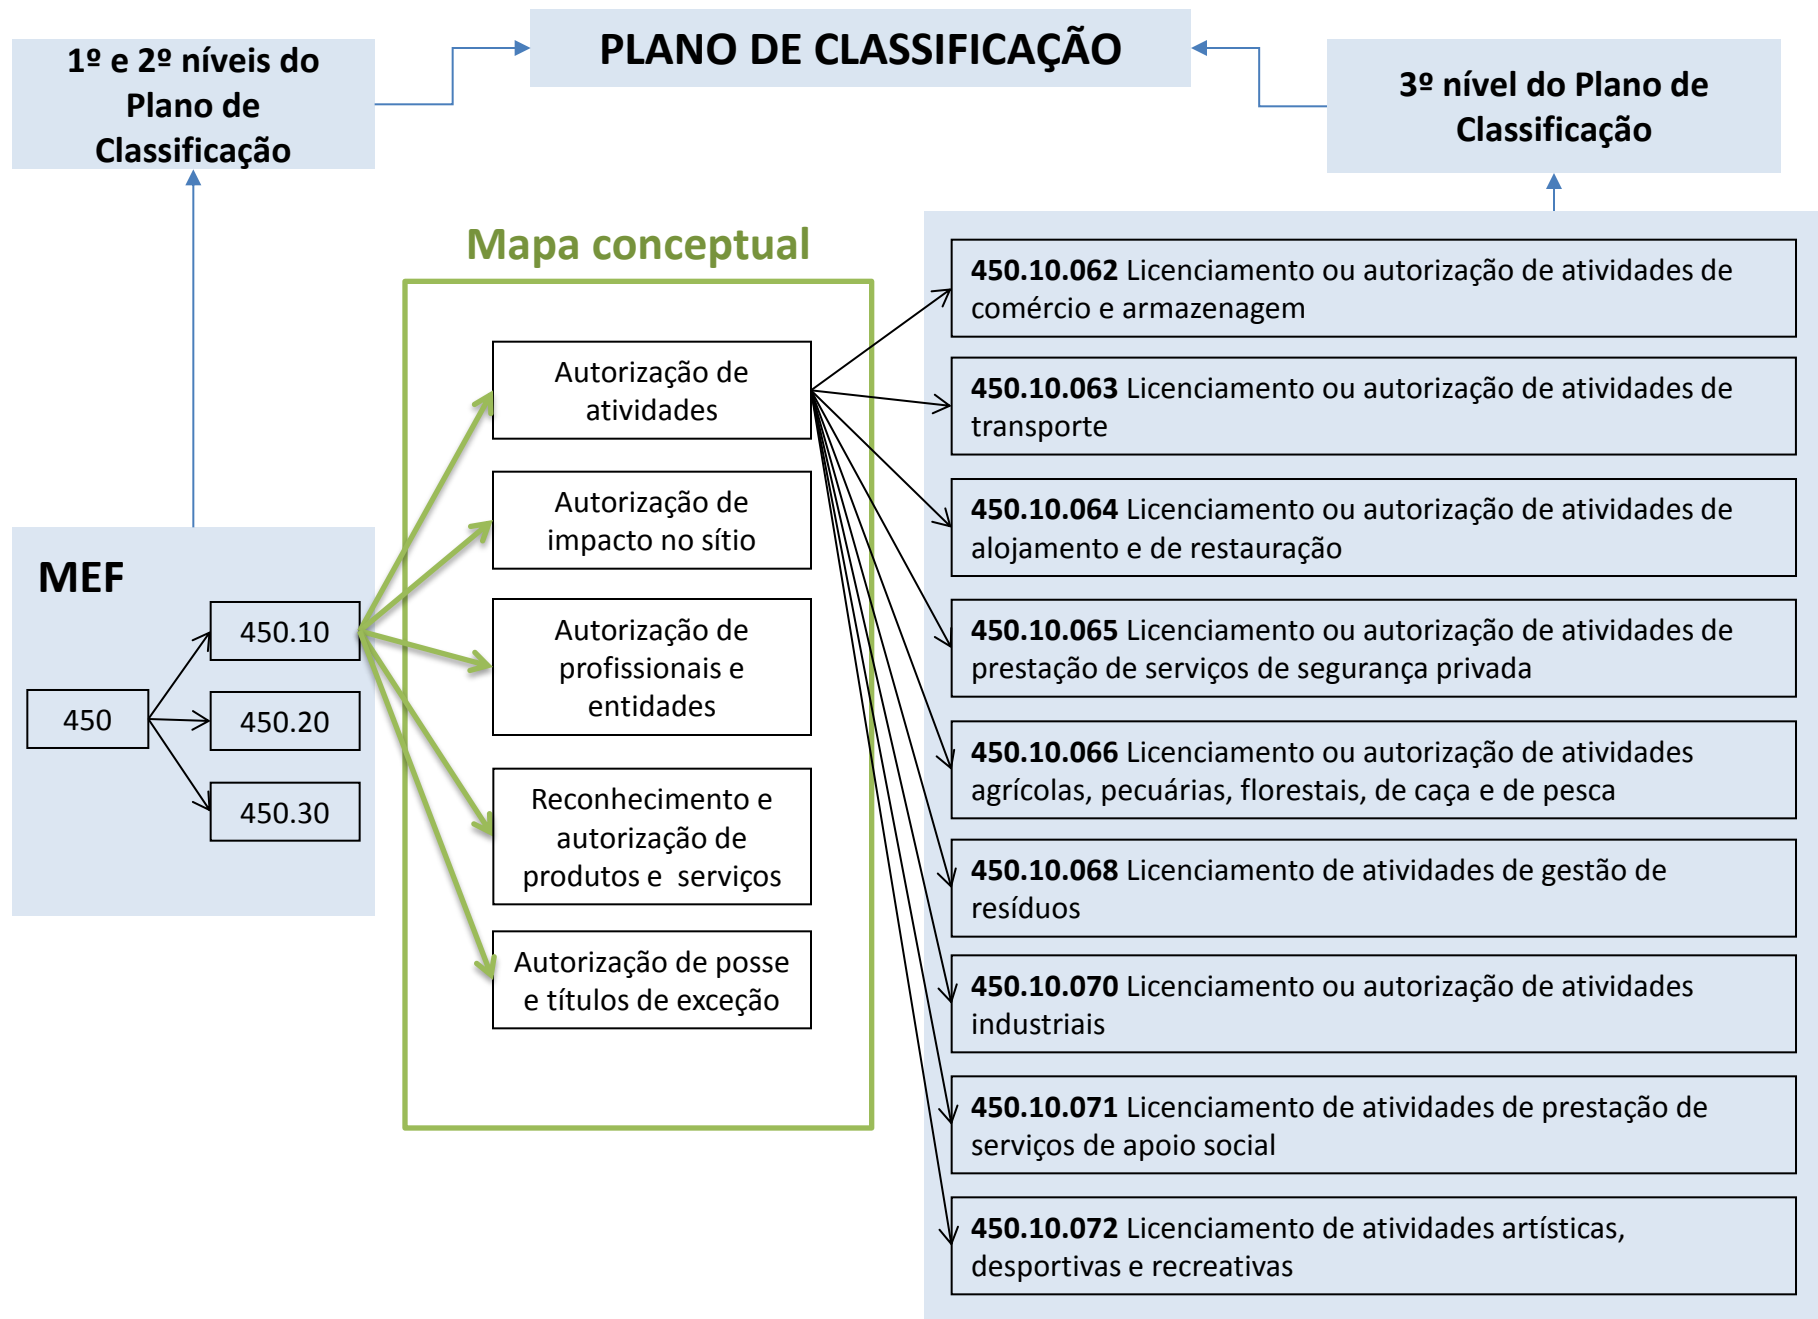 PLANO DE CLASSIFICAÇÃO
1º e 2º níveis do
Plano de
Classificação
3º nível do Plano de
Classificação
MEF
450
450.10
450.20
450.30
Mapa conceptual
Autorização de
atividades
Autorização de
impacto no sítio
Autorização de
profissionais e
entidades
Reconhecimento e
autorização de
produtos e serviços
Autorização de posse
e títulos de exceção
450.10.062 Licenciamento ou autorização de atividades de
comércio e armazenagem
450.10.063 Licenciamento ou autorização de atividades de
transporte
450.10.064 Licenciamento ou autorização de atividades de
alojamento e de restauração
450.10.065 Licenciamento ou autorização de atividades de
prestação de serviços de segurança privada
450.10.066 Licenciamento ou autorização de atividades
agrícolas, pecuárias, florestais, de caça e de pesca
450.10.068 Licenciamento de atividades de gestão de
resíduos
450.10.070 Licenciamento ou autorização de atividades
industriais
450.10.071 Licenciamento de atividades de prestação de
serviços de apoio social
450.10.072 Licenciamento de atividades artísticas,
desportivas e recreativas